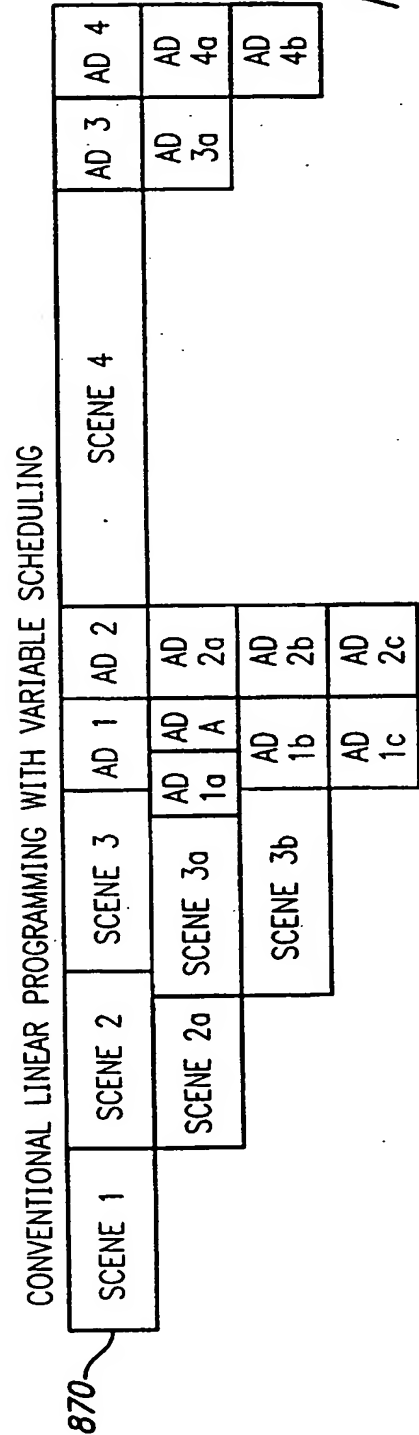 CONVENTIONAL LINEAR PROGRAMMING WITH VARIABLE SCHEDULING
870
SCENE 1 SCENE 2 SCENE 3 AD 1 AD 2 SCENE 4 AD 3 AD 4
SCENE 2a SCENE 3a AD 1a AD A AD 2a AD 3a AD 4a
SCENE 3b AD 1b AD 2b AD 4b
AD 1c AD 2c